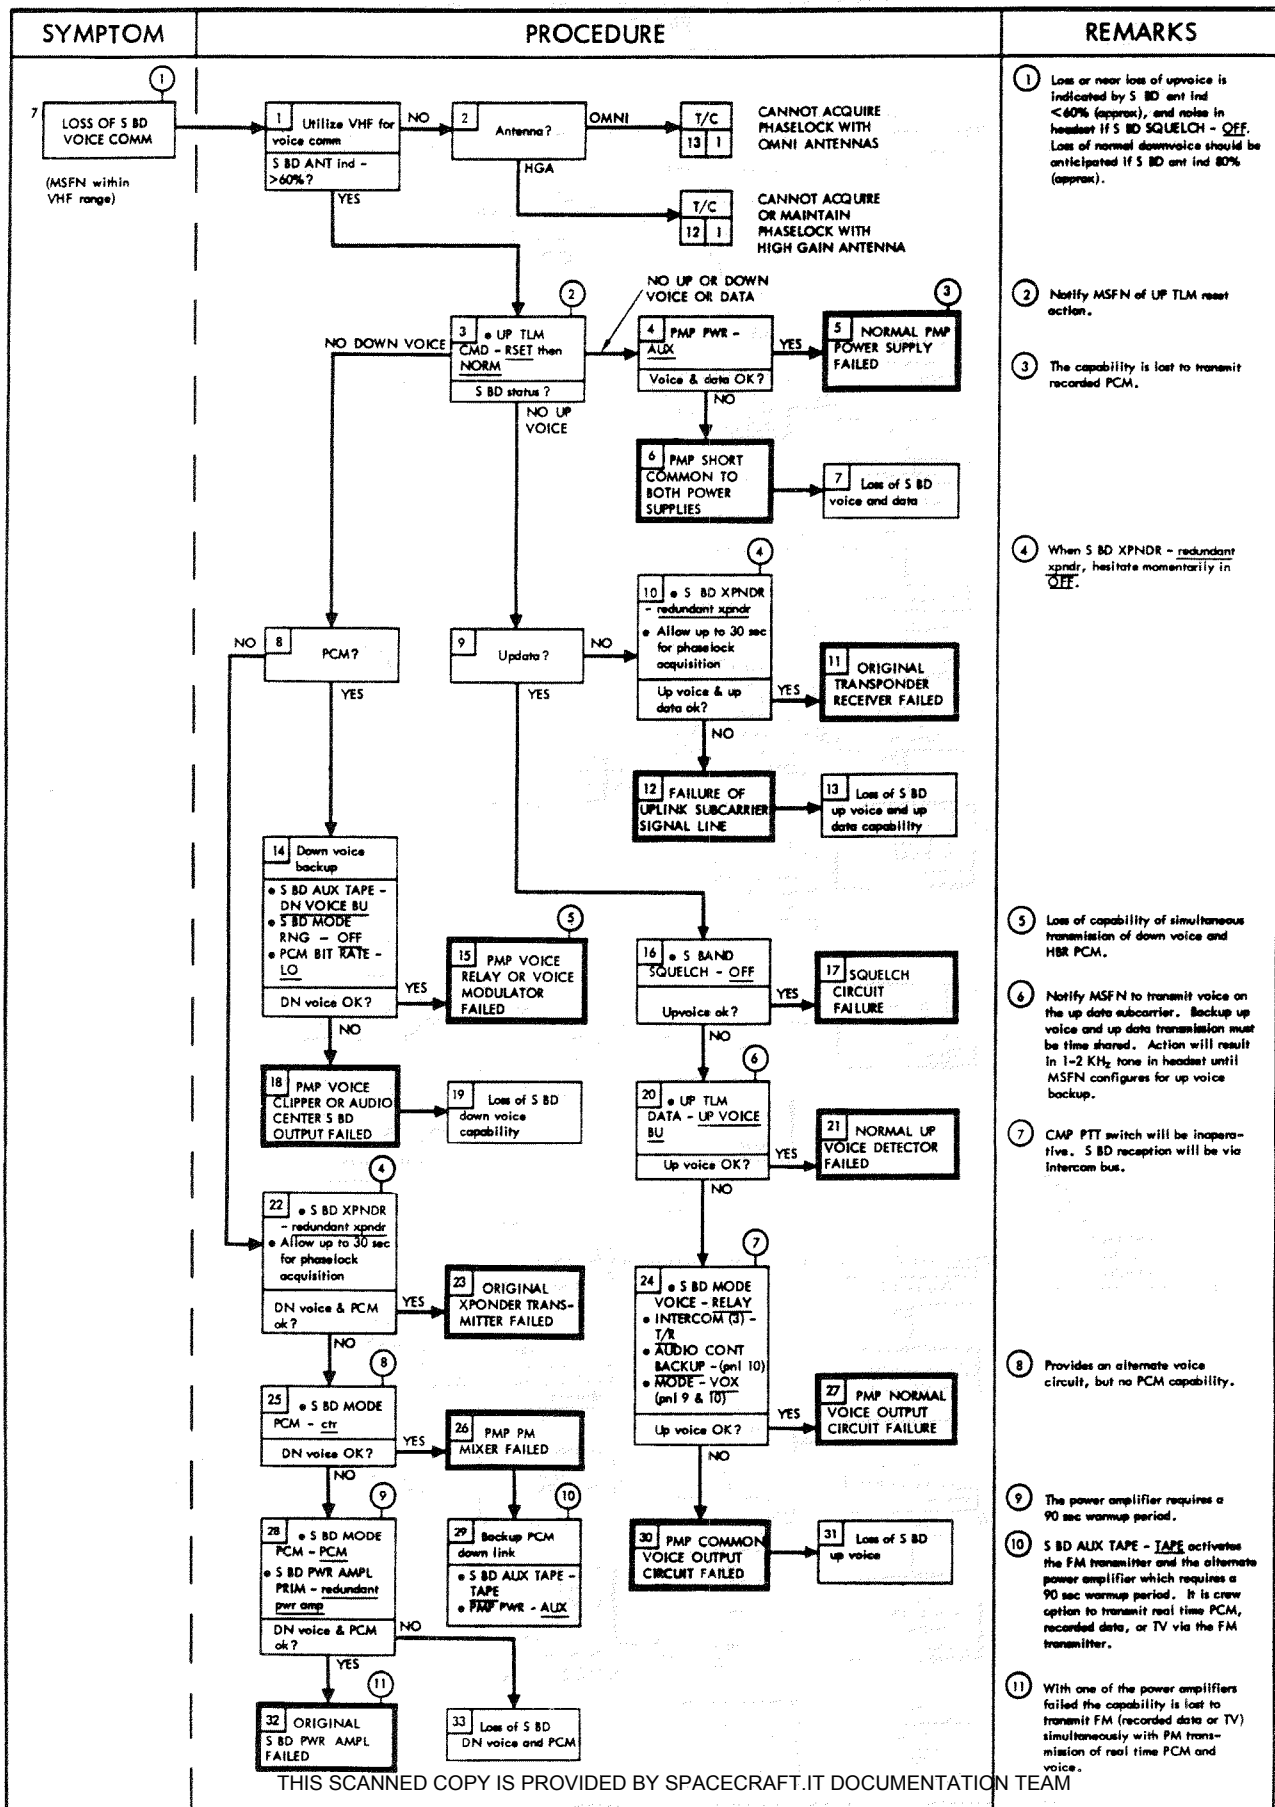 SYMPTOM
PROCEDURE
REMARKS
7
1
LOSS OF S BD
VOICE COMM
(MSFN within
VHF range)
1 Utilize VHF for
voice comm
S BD ANT ind -
>60%?
NO
YES
2
Antenna?
OMNI
HGA
T/C
13 1
CANNOT ACQUIRE
PHASELOCK WITH
OMNI ANTENNAS
T/C
12 1
CANNOT ACQUIRE
OR MAINTAIN
PHASELOCK WITH
HIGH GAIN ANTENNA
2
NO UP OR DOWN
VOICE OR DATA
NO DOWN VOICE
3 • UP TLM
CMD - RSET then
NORM
S BD status?
NO UP
VOICE
4 PMP PWR -
AUX
Voice & data OK?
YES
NO
3
5 NORMAL PMP
POWER SUPPLY
FAILED
6 PMP SHORT
COMMON TO
BOTH POWER
SUPPLIES
7 Loss of S BD
voice and data
NO
8
PCM?
YES
9
Updata?
NO
YES
4
10 • S BD XPNDR
- redundant xpndr
• Allow up to 30 sec
for phaselock
acquisition
Up voice & up
data ok?
YES
NO
11 ORIGINAL
TRANSPONDER
RECEIVER FAILED
12 FAILURE OF
UPLINK SUBCARRIER
SIGNAL LINE
13 Loss of S BD
up voice and up
data capability
14 Down voice
backup
• S BD AUX TAPE -
DN VOICE BU
• S BD MODE
RNG - OFF
• PCM BIT RATE -
LO
DN voice OK?
YES
NO
5
15 PMP VOICE
RELAY OR VOICE
MODULATOR
FAILED
16 • S BAND
SQUELCH - OFF
Upvoice ok?
YES
NO
17 SQUELCH
CIRCUIT
FAILURE
18 PMP VOICE
CLIPPER OR AUDIO
CENTER S BD
OUTPUT FAILED
19 Loss of S BD
down voice
capability
6
20 • UP TLM
DATA - UP VOICE
BU
Up voice OK?
YES
NO
21 NORMAL UP
VOICE DETECTOR
FAILED
4
22 • S BD XPNDR
- redundant xpndr
• Allow up to 30 sec
for phaselock
acquisition
DN voice & PCM
ok?
YES
NO
23 ORIGINAL
XPONDER TRANS-
MITTER FAILED
7
24 • S BD MODE
VOICE - RELAY
• INTERCOM (3) -
T/R
• AUDIO CONT
BACKUP - (pnl 10)
• MODE - VOX
(pnl 9 & 10)
Up voice OK?
YES
NO
8
25 • S BD MODE
PCM - ctr
DN voice OK?
YES
NO
26 PMP PM
MIXER FAILED
27 PMP NORMAL
VOICE OUTPUT
CIRCUIT FAILURE
9
28 • S BD MODE
PCM - PCM
• S BD PWR AMPL
PRIM - redundant
pwr amp
DN voice & PCM
ok?
NO
YES
10
29 Backup PCM
down link
• S BD AUX TAPE -
TAPE
• PMP PWR - AUX
30 PMP COMMON
VOICE OUTPUT
CIRCUIT FAILED
31 Loss of S BD
up voice
11
32 ORIGINAL
S BD PWR AMPL
FAILED
33 Loss of S BD
DN voice and PCM
1 Loss or near loss of upvoice is
indicated by S BD ant ind
<60% (approx), and noise in
headset if S BD SQUELCH - OFF.
Loss of normal downvoice should be
anticipated if S BD ant ind 80%
(approx).
2 Notify MSFN of UP TLM reset
action.
3 The capability is lost to transmit
recorded PCM.
4 When S BD XPNDR - redundant
xpndr, hesitate momentarily in
OFF.
5 Loss of capability of simultaneous
transmission of down voice and
HBR PCM.
6 Notify MSFN to transmit voice on
the up data subcarrier. Backup up
voice and up data transmission must
be time shared. Action will result
in 1-2 KHz tone in headset until
MSFN configures for up voice
backup.
7 CMP PTT switch will be inopera-
tive. S BD reception will be via
intercom bus.
8 Provides an alternate voice
circuit, but no PCM capability.
9 The power amplifier requires a
90 sec warmup period.
10 S BD AUX TAPE - TAPE activates
the FM transmitter and the alternate
power amplifier which requires a
90 sec warmup period. It is crew
option to transmit real time PCM,
recorded data, or TV via the FM
transmitter.
11 With one of the power amplifiers
failed the capability is lost to
transmit FM (recorded data or TV)
simultaneously with PM trans-
mission of real time PCM and
voice.
THIS SCANNED COPY IS PROVIDED BY SPACECRAFT.IT DOCUMENTATION TEAM